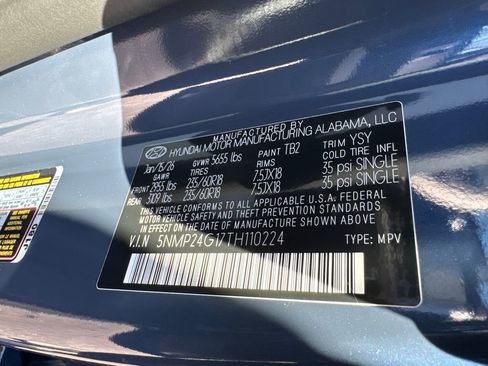 MANUFACTURED BY
HYUNDAI MOTOR MANUFACTURING ALABAMA, LLC
Jan/15/26 GVWR 5655 lbs PAINT TB2 TRIM YSY
GAWR TIRES RIMS COLD TIRE INFL
FRONT 2955 lbs 235/60R18 7.5JX18 35 psi SINGLE
REAR 3109 lbs 235/60R18 7.5JX18 35 psi SINGLE
THIS VEHICLE CONFORMS TO ALL APPLICABLE U.S.A. FEDERAL
MOTOR VEHICLE SAFETY AND THEFT PREVENTION STANDARDS
IN EFFECT ON THE DATE OF MANUFACTURE SHOWN ABOVE.
V.I.N 5NMP24G17TH110224 TYPE: MPV